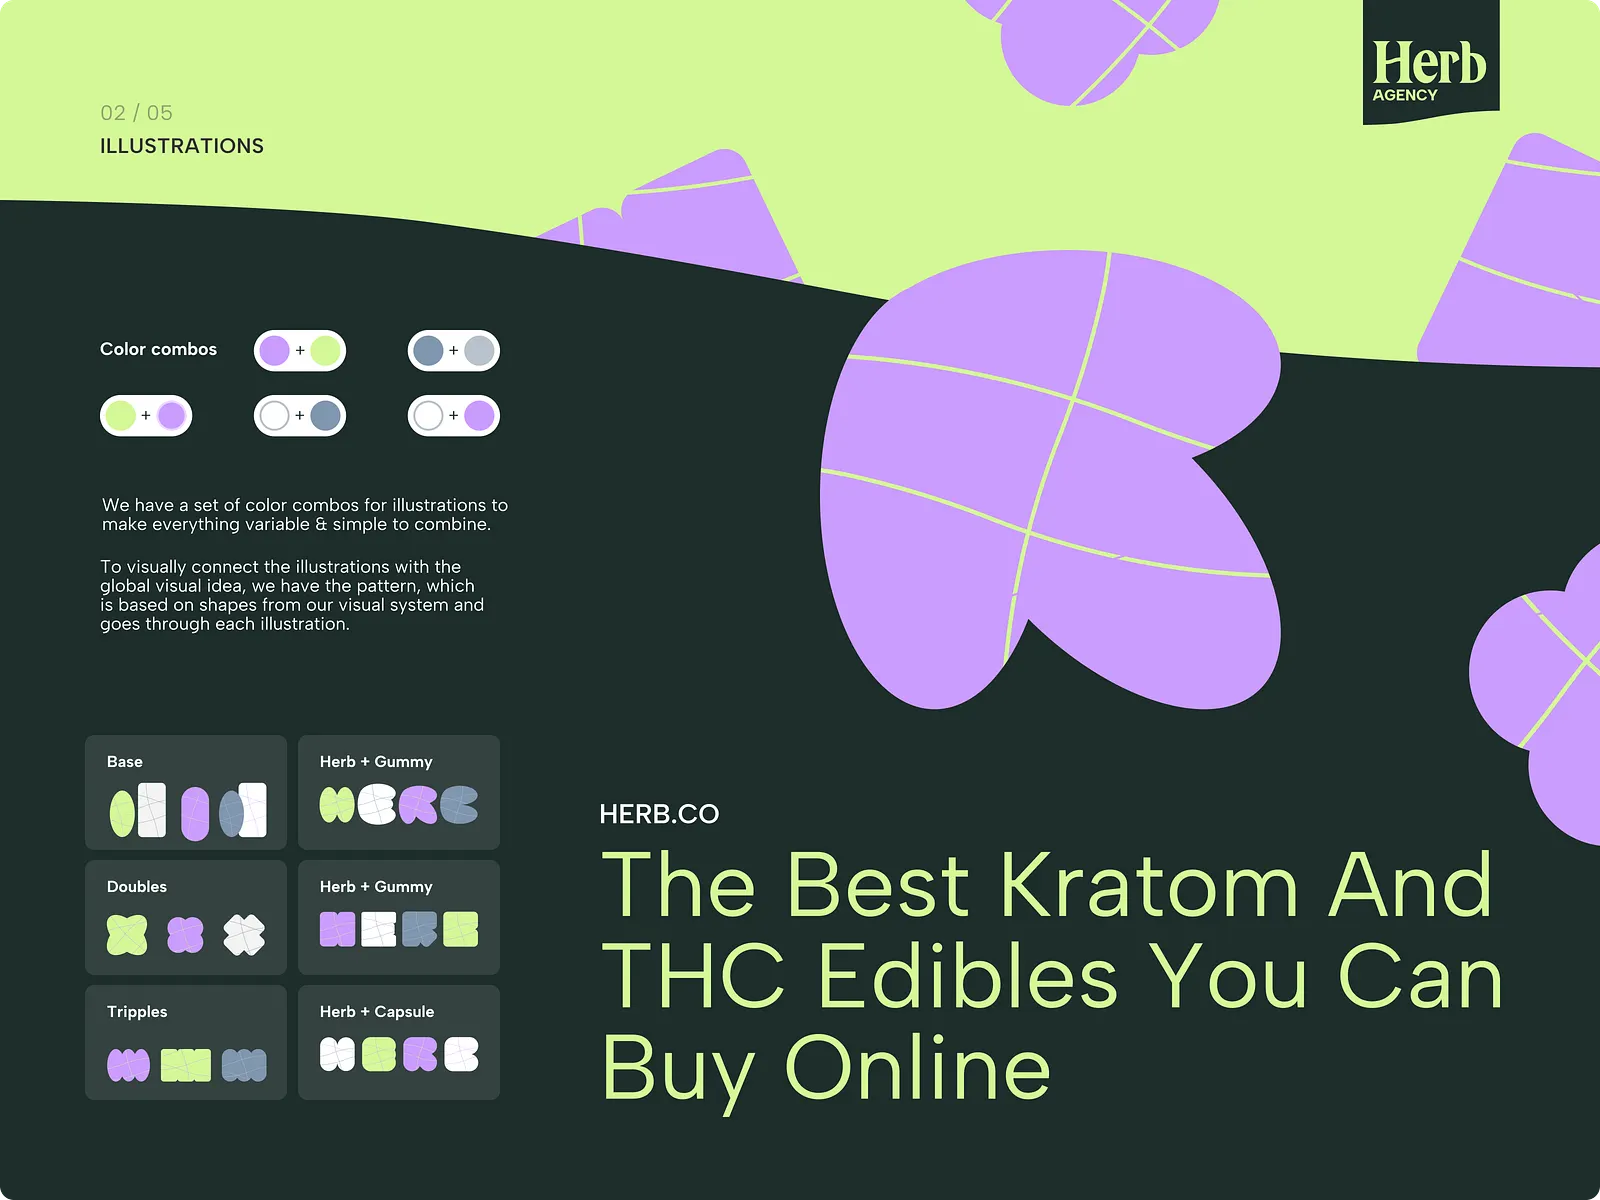 02 / 05
ILLUSTRATIONS
Herb
AGENCY
Color combos
+
+
+
+
+
We have a set of color combos for illustrations to
make everything variable & simple to combine.
To visually connect the illustrations with the
global visual idea, we have the pattern, which
is based on shapes from our visual system and
goes through each illustration.
Base
Herb + Gummy
Doubles
Herb + Gummy
Tripples
Herb + Capsule
HERB.CO
The Best Kratom And
THC Edibles You Can
Buy Online